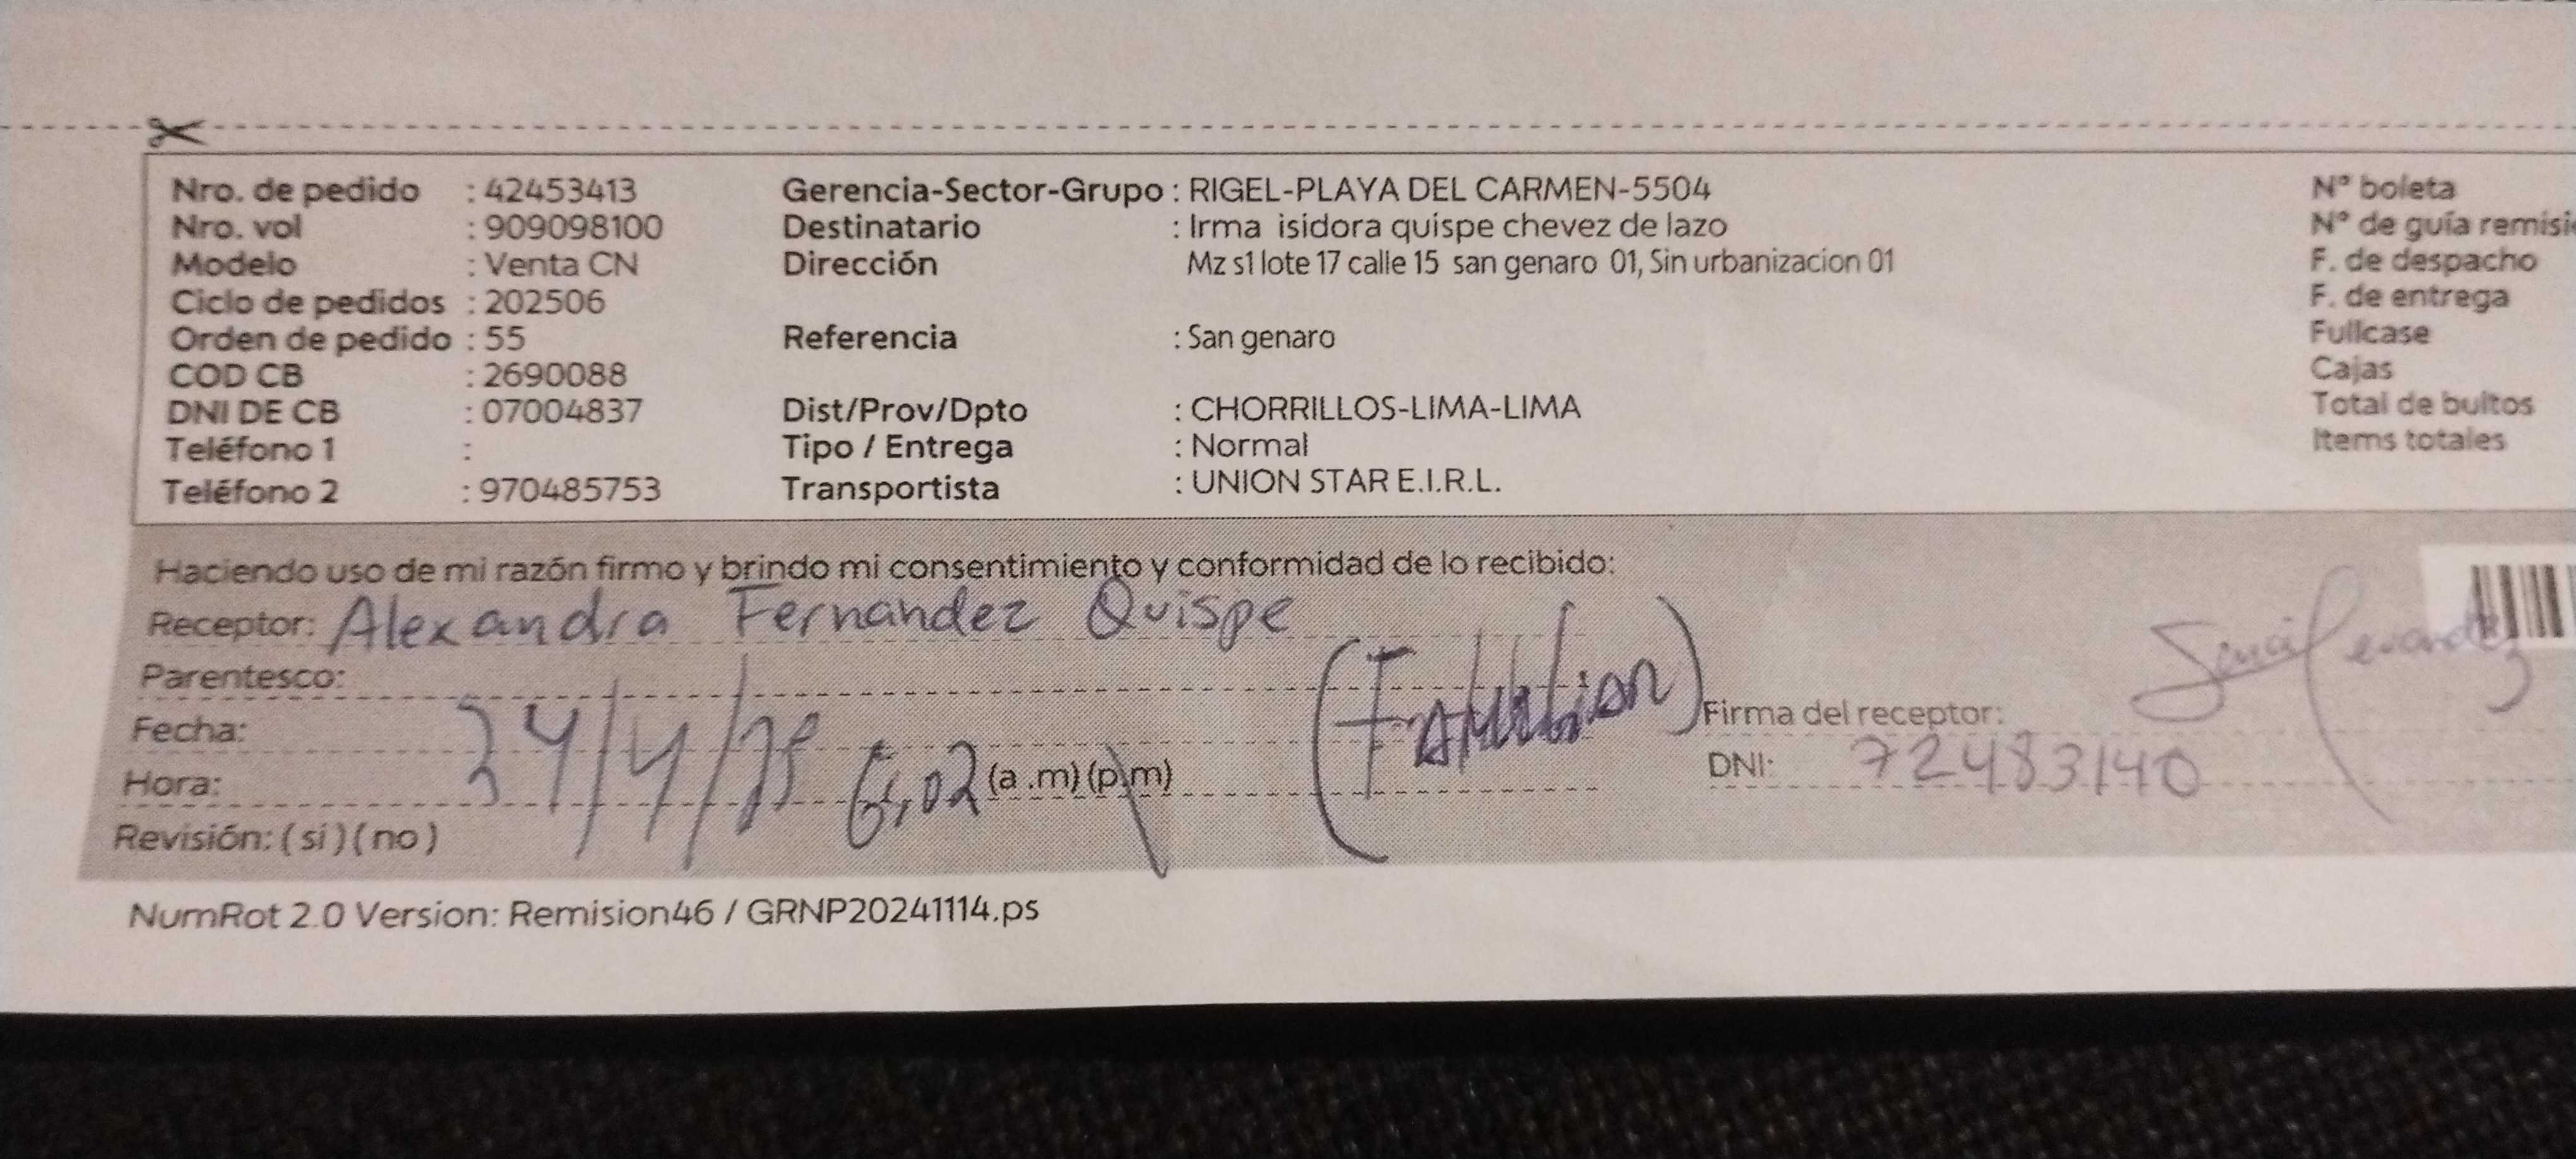 Nro. de pedido : 42453413 Gerencia-Sector-Grupo : RIGEL-PLAYA DEL CARMEN-5504 N° boleta
Nro. vol : 909098100 Destinatario : Irma isidora quispe chevez de lazo N° de guía
Modelo : Venta CN Dirección Mz s1 lote 17 calle 15 san genaro 01, Sin urbanizacion 01 F. de despacho
Ciclo de pedidos : 202506 F. de entrega
Orden de pedido : 55 Referencia : San genaro Fullcase
COD CB : 2690088 Cajas
DNI DE CB : 07004837 Dist/Prov/Dpto : CHORRILLOS-LIMA-LIMA Total de bultos
Teléfono 1 : Tipo / Entrega : Normal Items totales
Teléfono 2 : 970485753 Transportista : UNION STAR E.I.R.L.
Haciendo uso de mi razón firmo y brindo mi consentimiento y conformidad de lo recibido:
Receptor: Alexandra Fernandez Quispe
Parentesco:
Fecha: Firma del receptor:
Hora: 6:02 (a .m) (p.m) DNI: 72483140
Revisión: ( si ) ( no )
NumRot 2.0 Version: Remision46 / GRNP20241114.ps